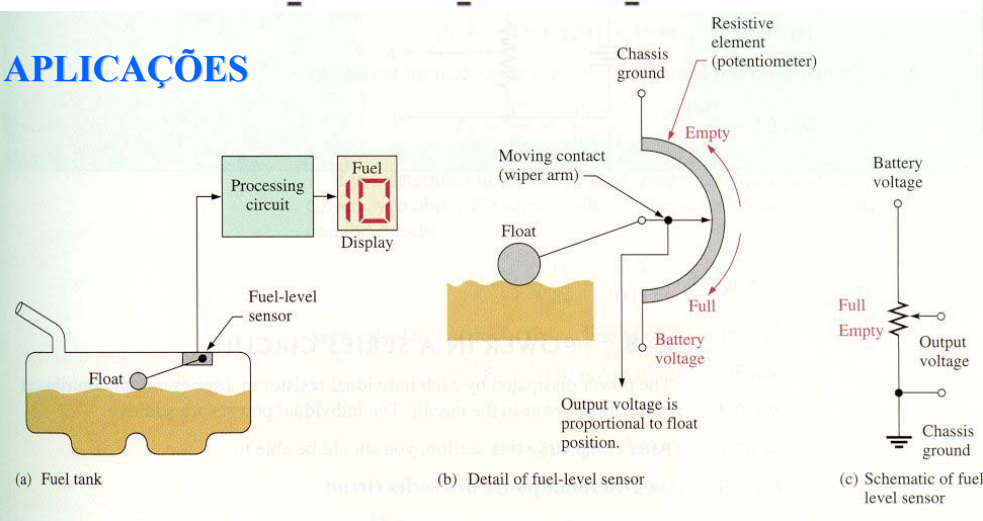 APLICAÇÕES
Processing
circuit
Fuel
10
Display
Fuel-level
sensor
Float
(a) Fuel tank
Chassis
ground
Resistive
element
(potentiometer)
Empty
Moving contact
(wiper arm)
Float
Full
Battery
voltage
Output voltage is
proportional to float
position.
(b) Detail of fuel-level sensor
Battery
voltage
Full
Empty
Output
voltage
Chassis
ground
(c) Schematic of fuel
level sensor